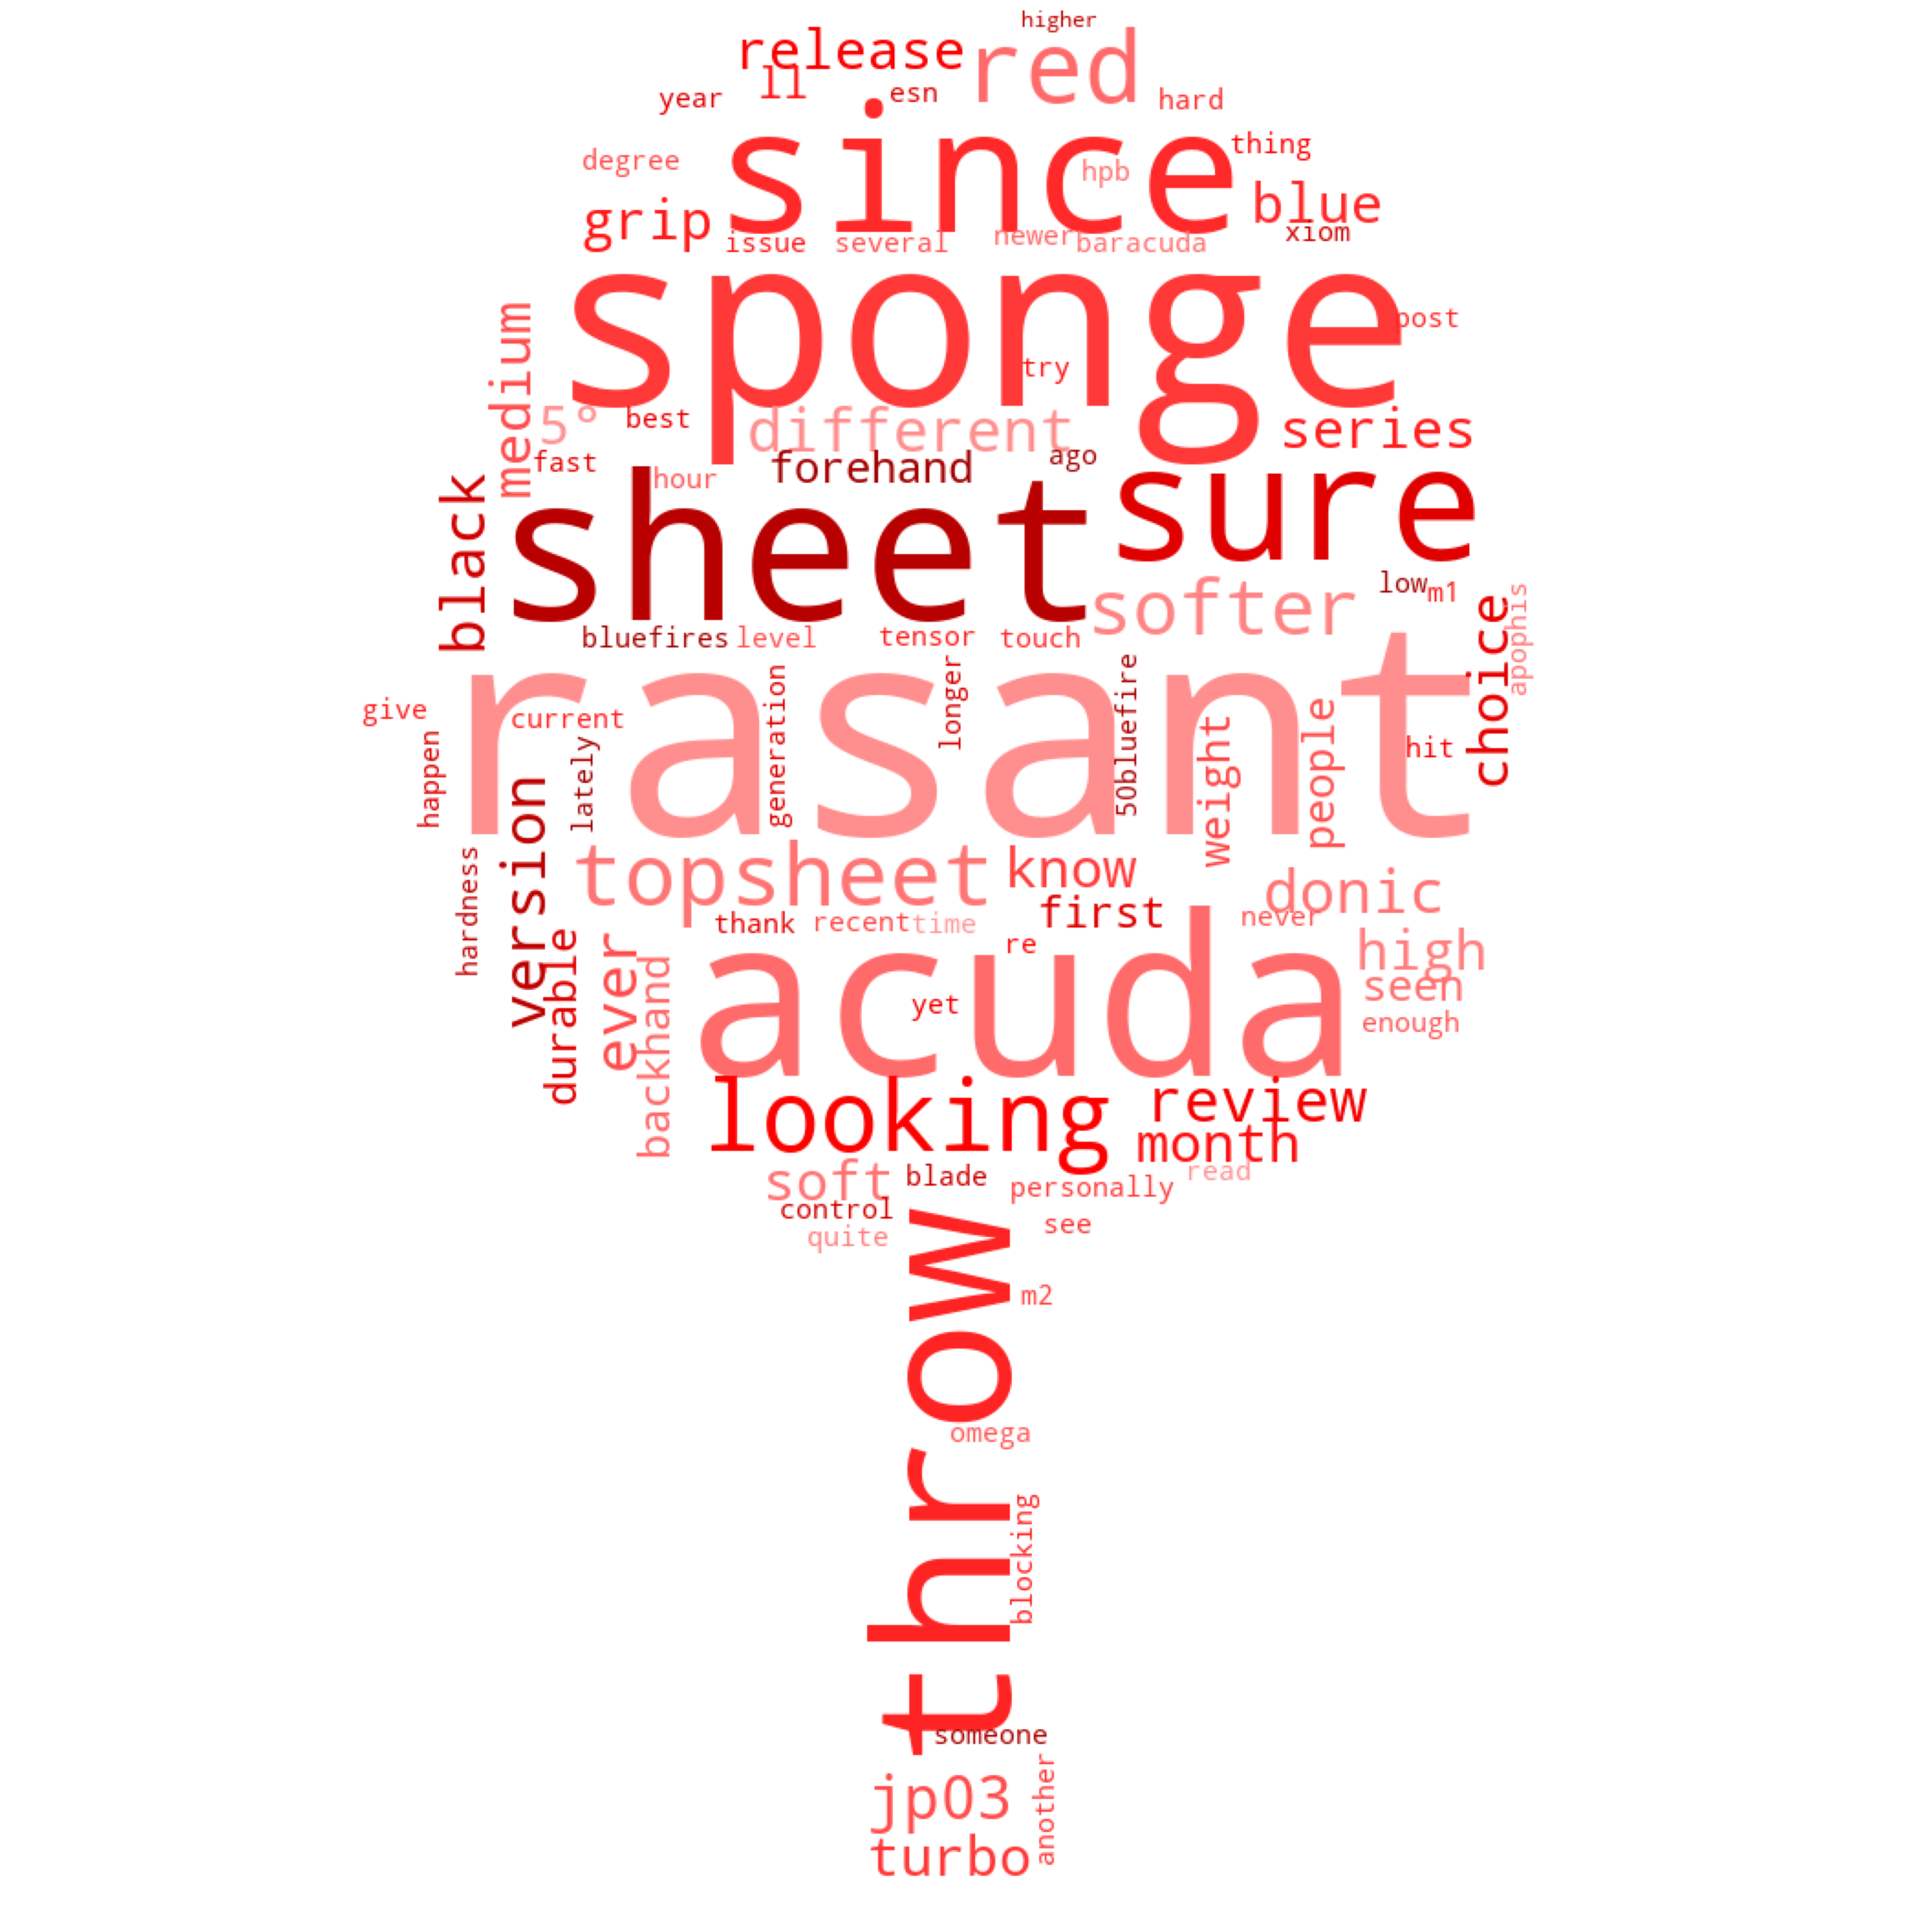 higher
release
red
ll
year
esn
hard
since
thing
degree
hpb
grip
blue
issue
several
newer
baracuda
xiom
sponge
medium
post
try
5°
best
different
series
fast
hour
forehand
ago
black
sheet
sure
softer
low
m1
choice
apophis
bluefires
level
tensor
touch
rasant
give
current
generation
longer
50bluefire
weight
people
hit
happen
lately
version
topsheet
know
donic
hardness
thank
recent
time
first
never
durable
ever
backhand
re
high
acuda
seen
yet
enough
looking
review
month
soft
blade
personally
read
control
quite
see
throw
m2
omega
blocking
someone
jp03
another
turbo